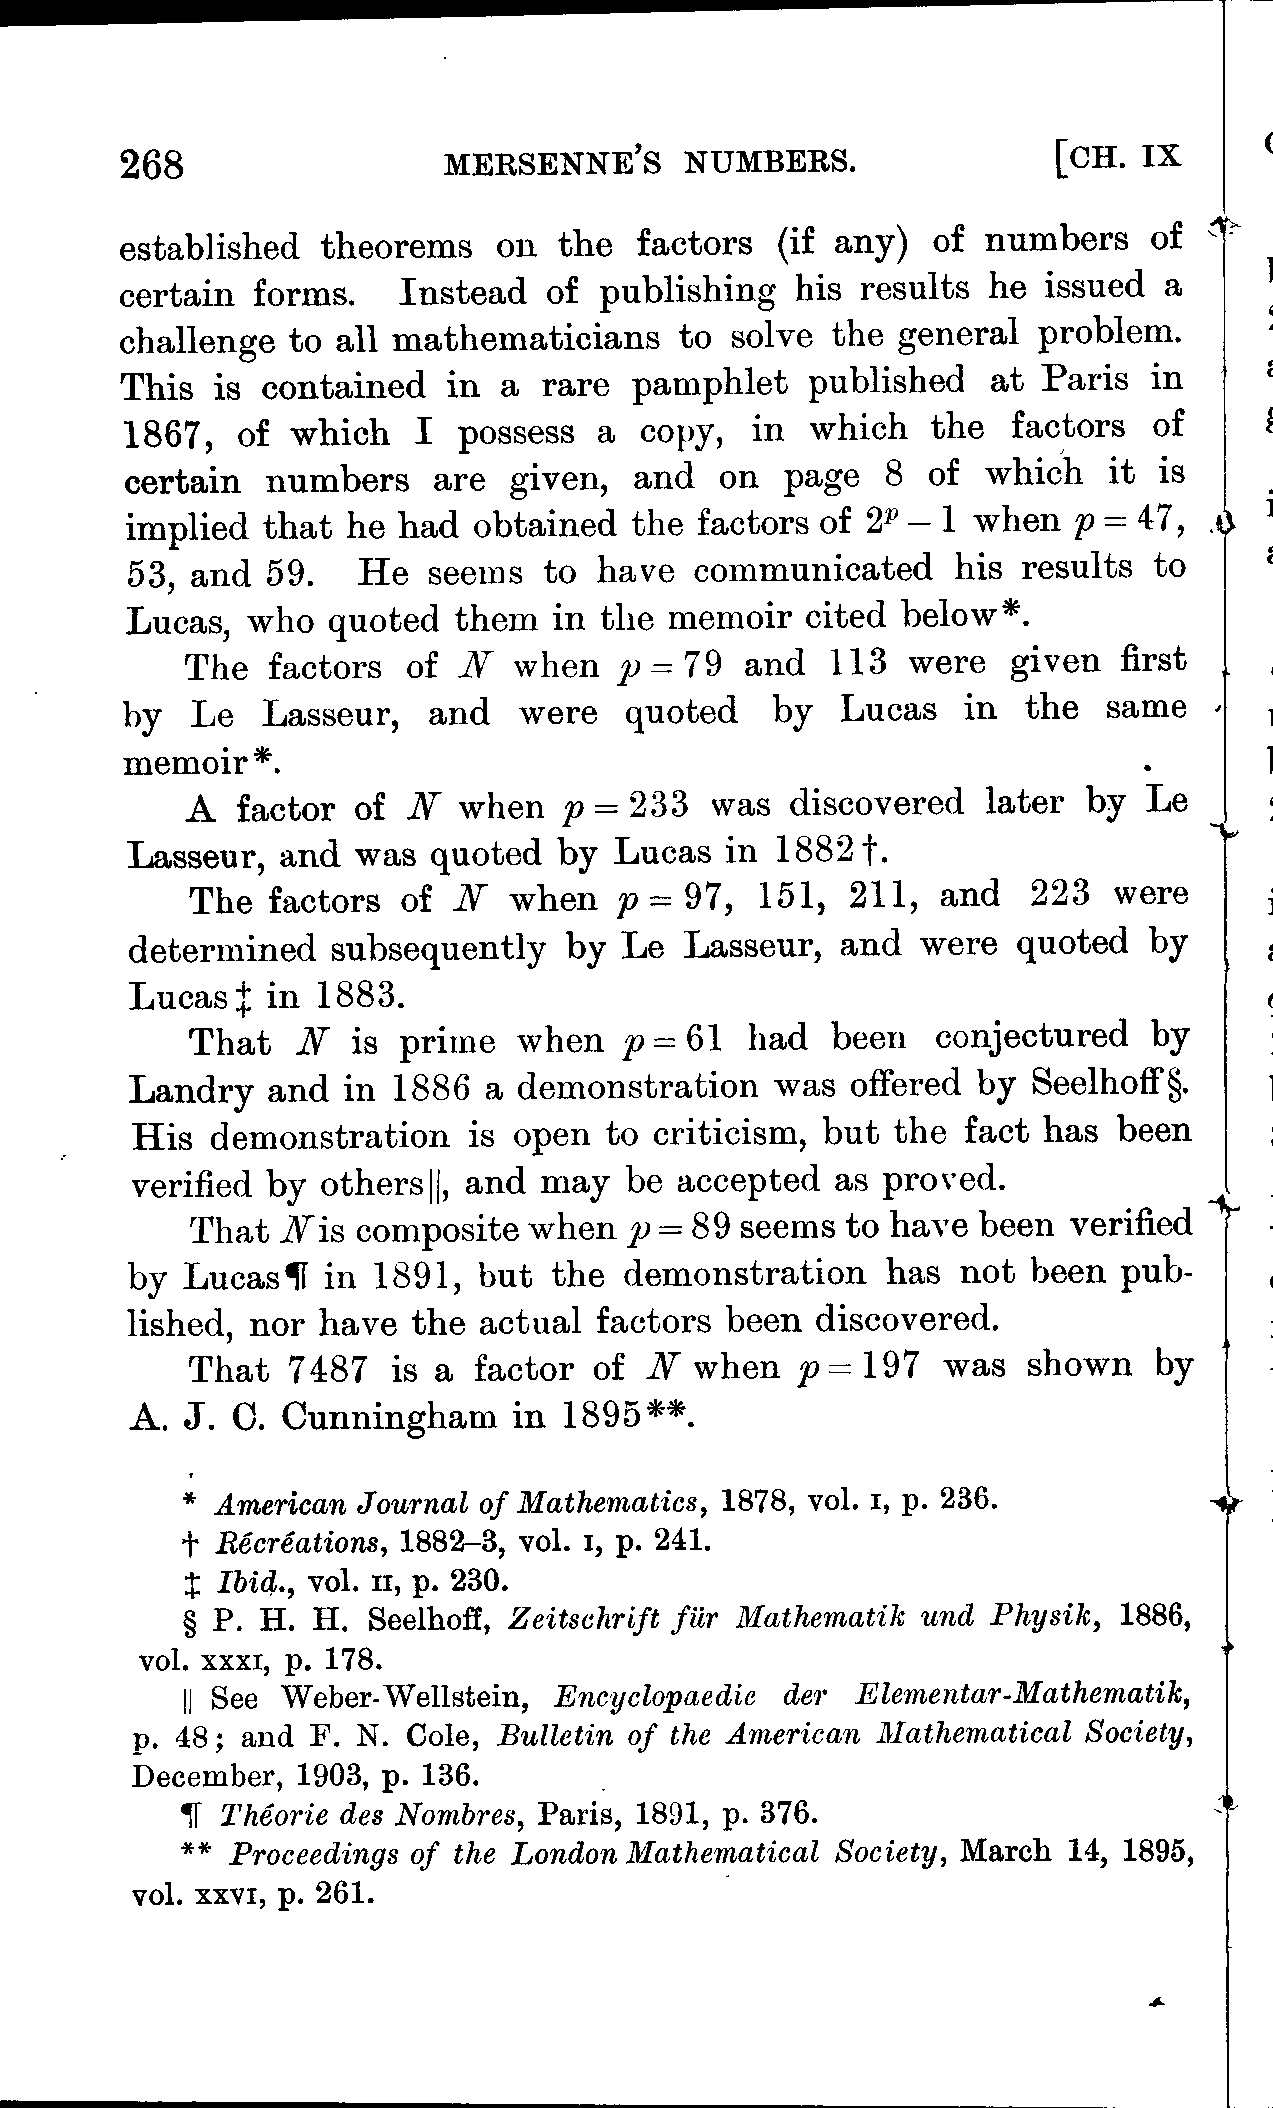 268 MERSENNE'S NUMBERS. [CH. IX
established theorems on the factors (if any) of numbers of
certain forms. Instead of publishing his results he issued a
challenge to all mathematicians to solve the general problem.
This is contained in a rare pamphlet published at Paris in
1867, of which I possess a copy, in which the factors of
certain numbers are given, and on page 8 of which it is
implied that he had obtained the factors of 2ᵖ – 1 when p = 47,
53, and 59. He seems to have communicated his results to
Lucas, who quoted them in the memoir cited below*.
The factors of N when p = 79 and 113 were given first
by Le Lasseur, and were quoted by Lucas in the same
memoir*.
A factor of N when p = 233 was discovered later by Le
Lasseur, and was quoted by Lucas in 1882†.
The factors of N when p = 97, 151, 211, and 223 were
determined subsequently by Le Lasseur, and were quoted by
Lucas‡ in 1883.
That N is prime when p = 61 had been conjectured by
Landry and in 1886 a demonstration was offered by Seelhoff§.
His demonstration is open to criticism, but the fact has been
verified by others||, and may be accepted as proved.
That N is composite when p = 89 seems to have been verified
by Lucas¶ in 1891, but the demonstration has not been pub-
lished, nor have the actual factors been discovered.
That 7487 is a factor of N when p = 197 was shown by
A. J. C. Cunningham in 1895**.
* American Journal of Mathematics, 1878, vol. I, p. 236.
† Récréations, 1882–3, vol. I, p. 241.
‡ Ibid., vol. II, p. 230.
§ P. H. H. Seelhoff, Zeitschrift für Mathematik und Physik, 1886,
vol. XXXI, p. 178.
|| See Weber-Wellstein, Encyclopaedie der Elementar-Mathematik,
p. 48; and F. N. Cole, Bulletin of the American Mathematical Society,
December, 1903, p. 136.
¶ Théorie des Nombres, Paris, 1891, p. 376.
** Proceedings of the London Mathematical Society, March 14, 1895,
vol. XXVI, p. 261.